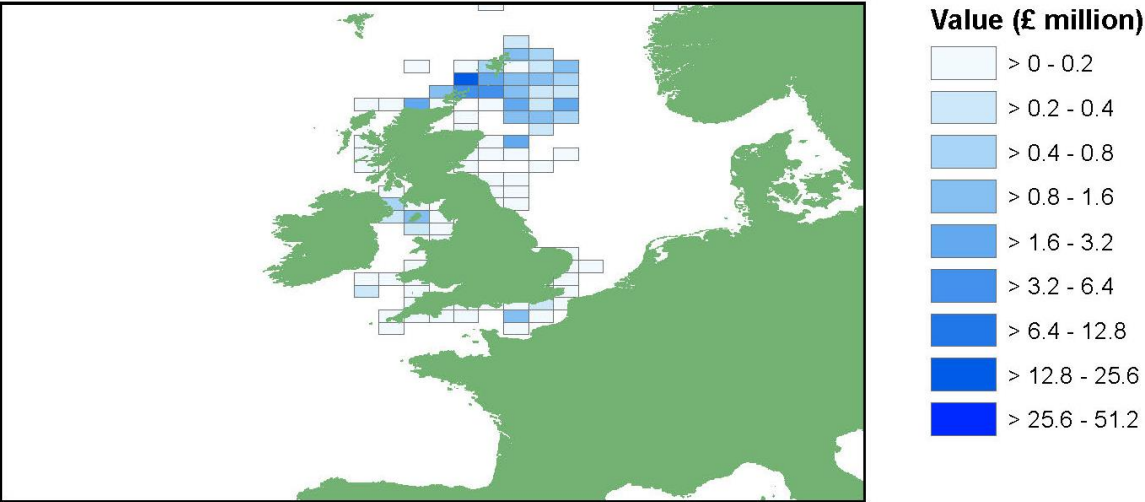 Value (£ million)
> 0 - 0.2
> 0.2 - 0.4
> 0.4 - 0.8
> 0.8 - 1.6
> 1.6 - 3.2
> 3.2 - 6.4
> 6.4 - 12.8
> 12.8 - 25.6
> 25.6 - 51.2